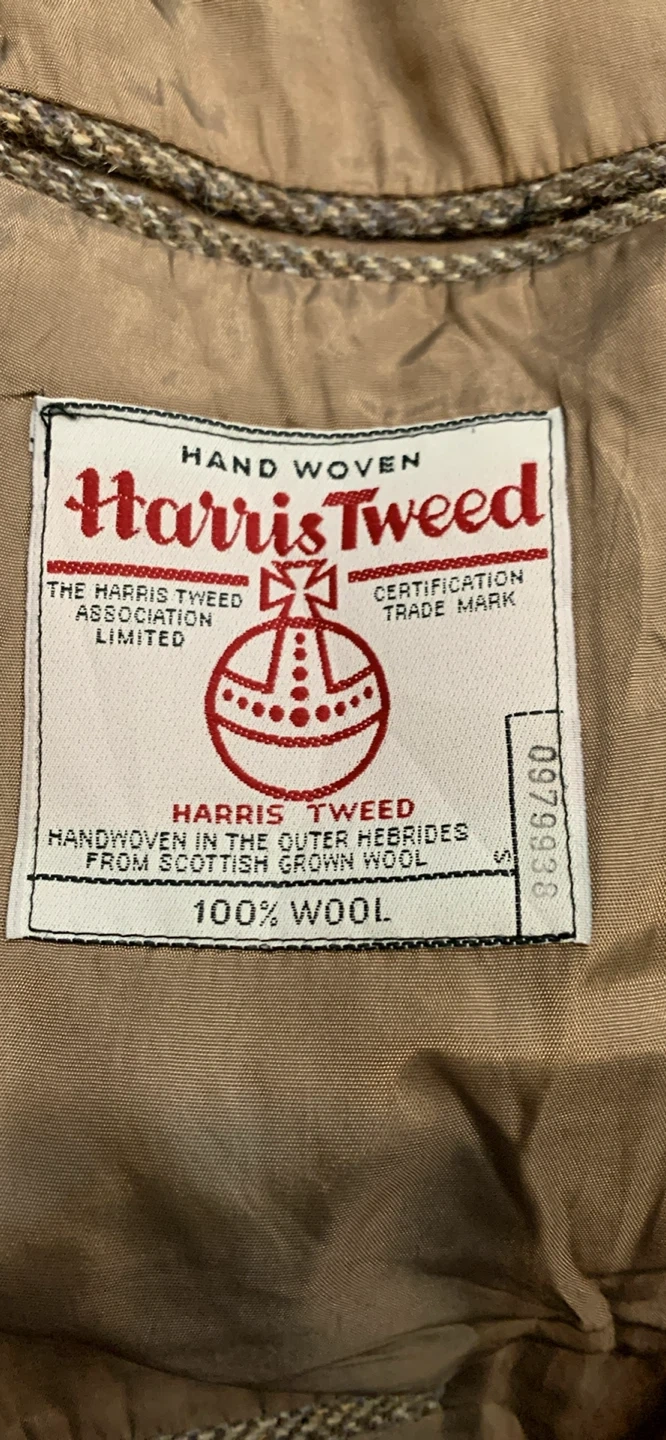 HAND WOVEN
Harris Tweed
THE HARRIS TWEED
ASSOCIATION
LIMITED
CERTIFICATION
TRADE MARK
HARRIS TWEED
HANDWOVEN IN THE OUTER HEBRIDES
FROM SCOTTISH GROWN WOOL
100% WOOL
S
0979938